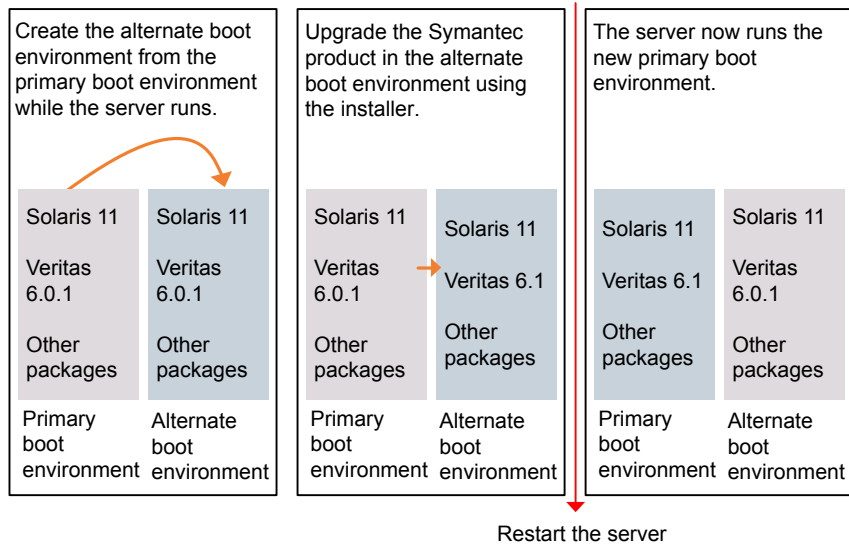 Create the alternate boot
environment from the
primary boot environment
while the server runs.
Solaris 11
Veritas
6.0.1
Other
packages
Primary
boot
environment
Solaris 11
Veritas
6.0.1
Other
packages
Alternate
boot
environment
Upgrade the Symantec
product in the alternate
boot environment using
the installer.
Solaris 11
Veritas
6.0.1
Other
packages
Primary
boot
environment
Solaris 11
Veritas 6.1
Other
packages
Alternate
boot
environment
The server now runs the
new primary boot
environment.
Solaris 11
Veritas 6.1
Other
packages
Primary
boot
environment
Solaris 11
Veritas
6.0.1
Other
packages
Alternate
boot
environment
Restart the server